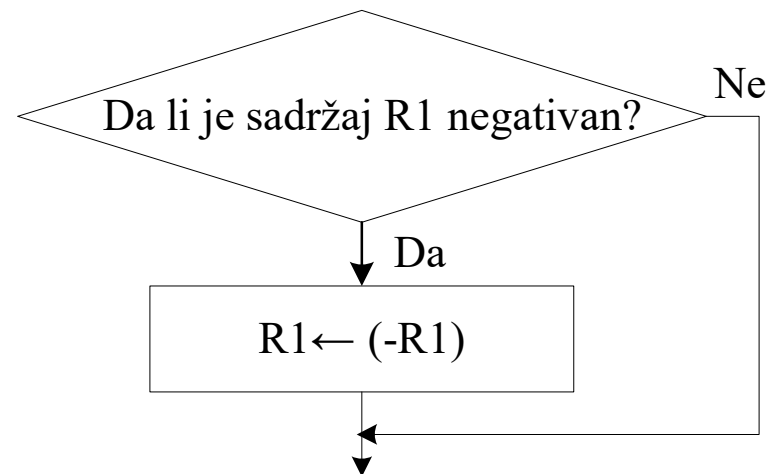 Ne
Da li je sadržaj R1 negativan?
Da
R1← (-R1)